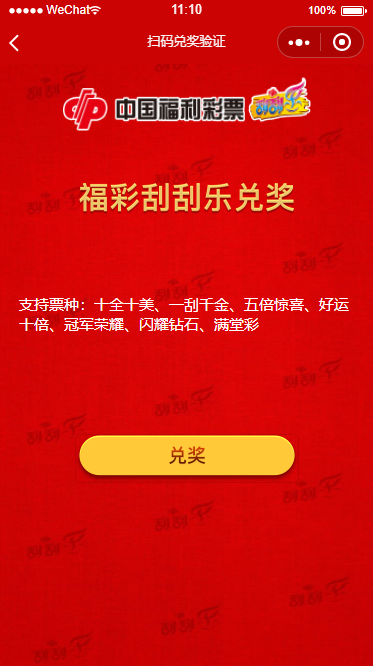 WeChat 11:10 100%
扫码兑奖验证
中国福利彩票 刮刮乐
福彩刮刮乐兑奖
支持票种：十全十美、一刮千金、五倍惊喜、好运
十倍、冠军荣耀、闪耀钻石、满堂彩
兑奖